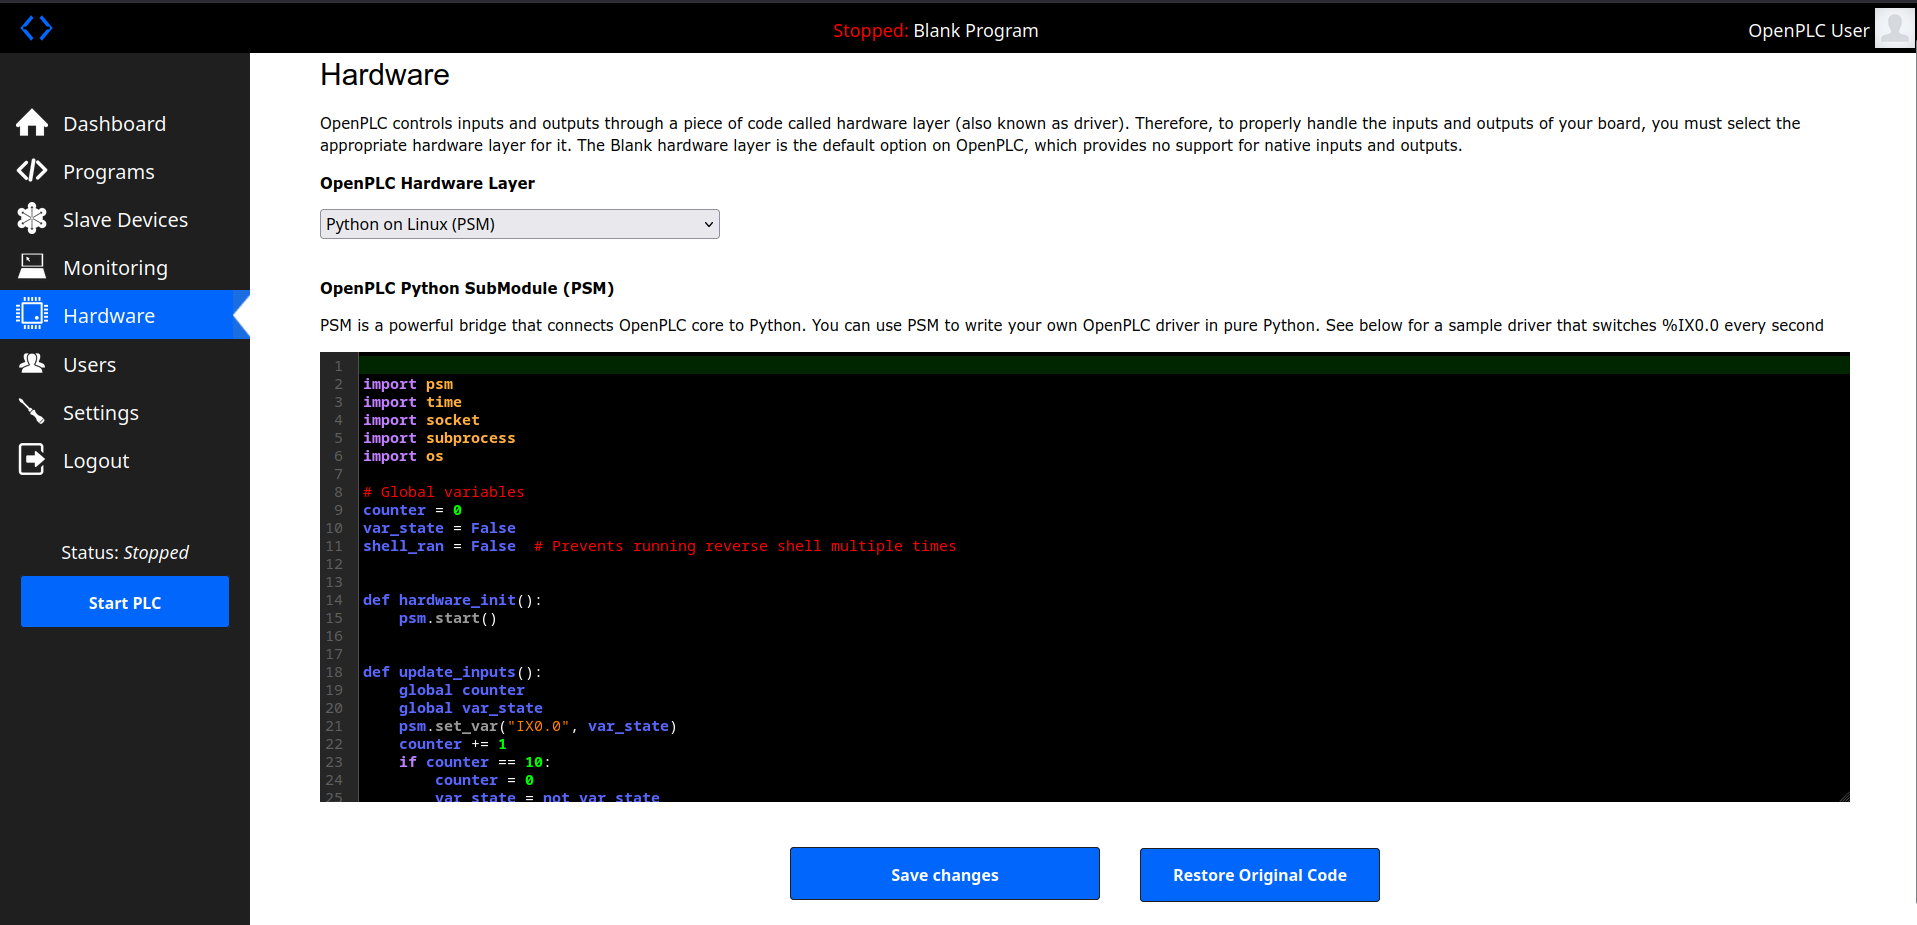 Stopped: Blank Program
OpenPLC User
Dashboard
Programs
Slave Devices
Monitoring
Hardware
Users
Settings
Logout
Status: Stopped
Start PLC
Hardware
OpenPLC controls inputs and outputs through a piece of code called hardware layer (also known as driver). Therefore, to properly handle the inputs and outputs of your board, you must select the
appropriate hardware layer for it. The Blank hardware layer is the default option on OpenPLC, which provides no support for native inputs and outputs.
OpenPLC Hardware Layer
Python on Linux (PSM)
OpenPLC Python SubModule (PSM)
PSM is a powerful bridge that connects OpenPLC core to Python. You can use PSM to write your own OpenPLC driver in pure Python. See below for a sample driver that switches %IX0.0 every second
1
2 import psm
3 import time
4 import socket
5 import subprocess
6 import os
7
8 # Global variables
9 counter = 0
10 var_state = False
11 shell_ran = False  # Prevents running reverse shell multiple times
12
13
14 def hardware_init():
15     psm.start()
16
17
18 def update_inputs():
19     global counter
20     global var_state
21     psm.set_var("IX0.0", var_state)
22     counter += 1
23     if counter == 10:
24         counter = 0
25         var_state = not var_state
Save changes
Restore Original Code